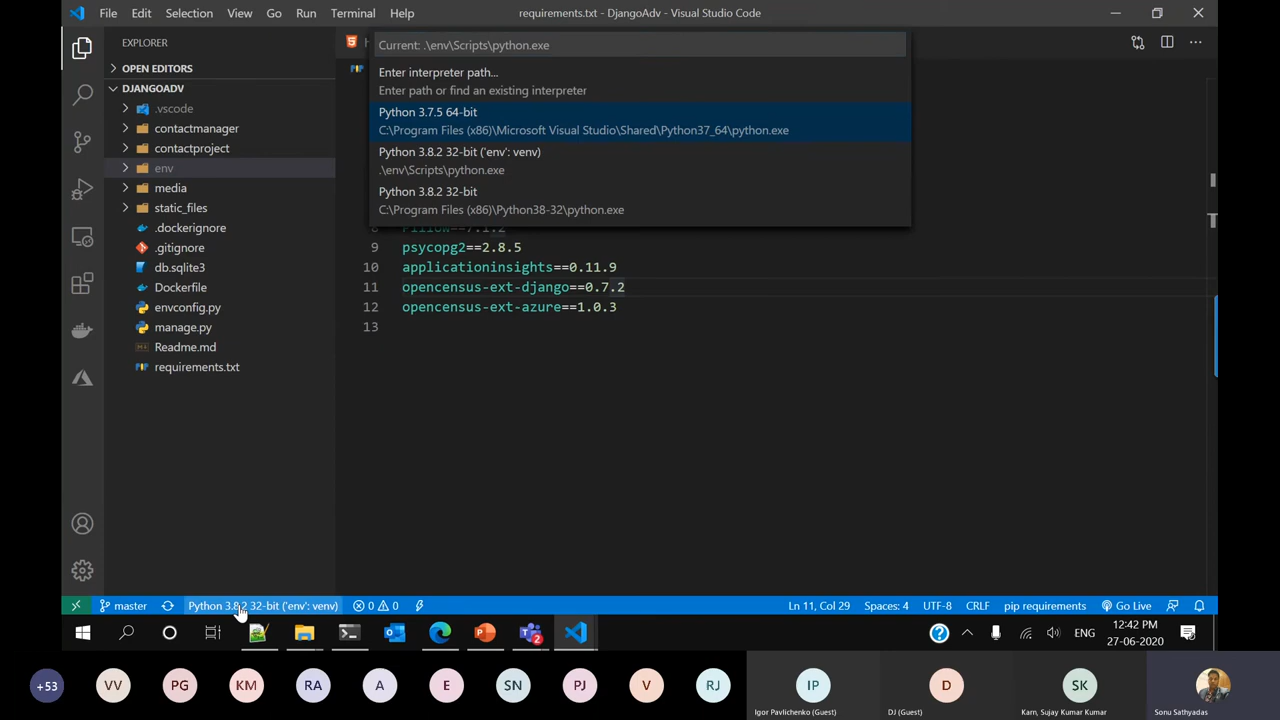 File Edit Selection View Go Run Terminal Help
requirements.txt - DjangoAdv - Visual Studio Code
EXPLORER
OPEN EDITORS
DJANGOADV
.vscode
contactmanager
contactproject
env
media
static_files
.dockerignore
.gitignore
db.sqlite3
Dockerfile
envconfig.py
manage.py
Readme.md
requirements.txt
Current: .\env\Scripts\python.exe
Enter interpreter path...
Enter path or find an existing interpreter
Python 3.7.5 64-bit
C:\Program Files (x86)\Microsoft Visual Studio\Shared\Python37_64\python.exe
Python 3.8.2 32-bit ('env': venv)
.\env\Scripts\python.exe
Python 3.8.2 32-bit
C:\Program Files (x86)\Python38-32\python.exe
8 Pillow==7.1.2
9 psycopg2==2.8.5
10 applicationinsights==0.11.9
11 opencensus-ext-django==0.7.2
12 opencensus-ext-azure==1.0.3
13
master Python 3.8.2 32-bit ('env': venv) 0 0 Ln 11, Col 29 Spaces: 4 UTF-8 CRLF pip requirements Go Live
2 ? ENG 12:42 PM
27-06-2020
+53 VV PG KM RA A E SN PJ V RJ IP D SK
Igor Pavlichenko (Guest) DJ (Guest) Karn, Sujay Kumar Kumar Sonu Sathyadas